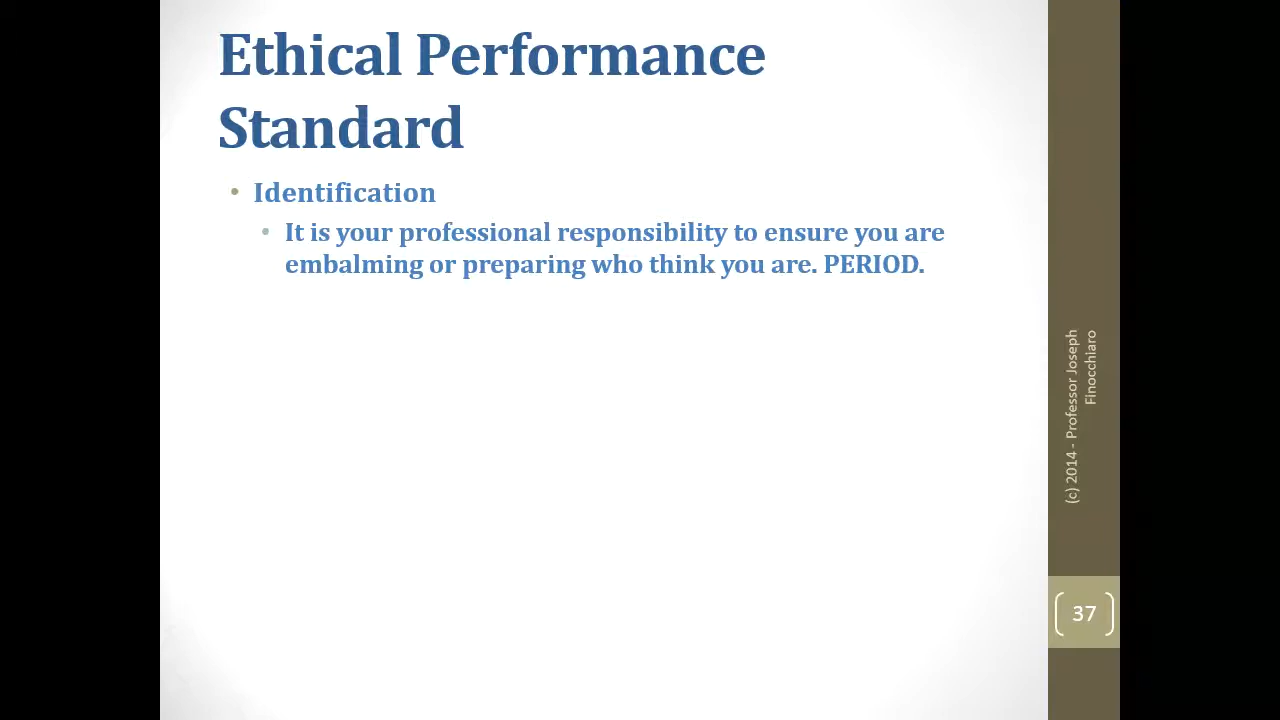 Ethical Performance
Standard
• Identification
• It is your professional responsibility to ensure you are
embalming or preparing who think you are. PERIOD.
(c) 2014 - Professor Joseph
Finocchiaro
37